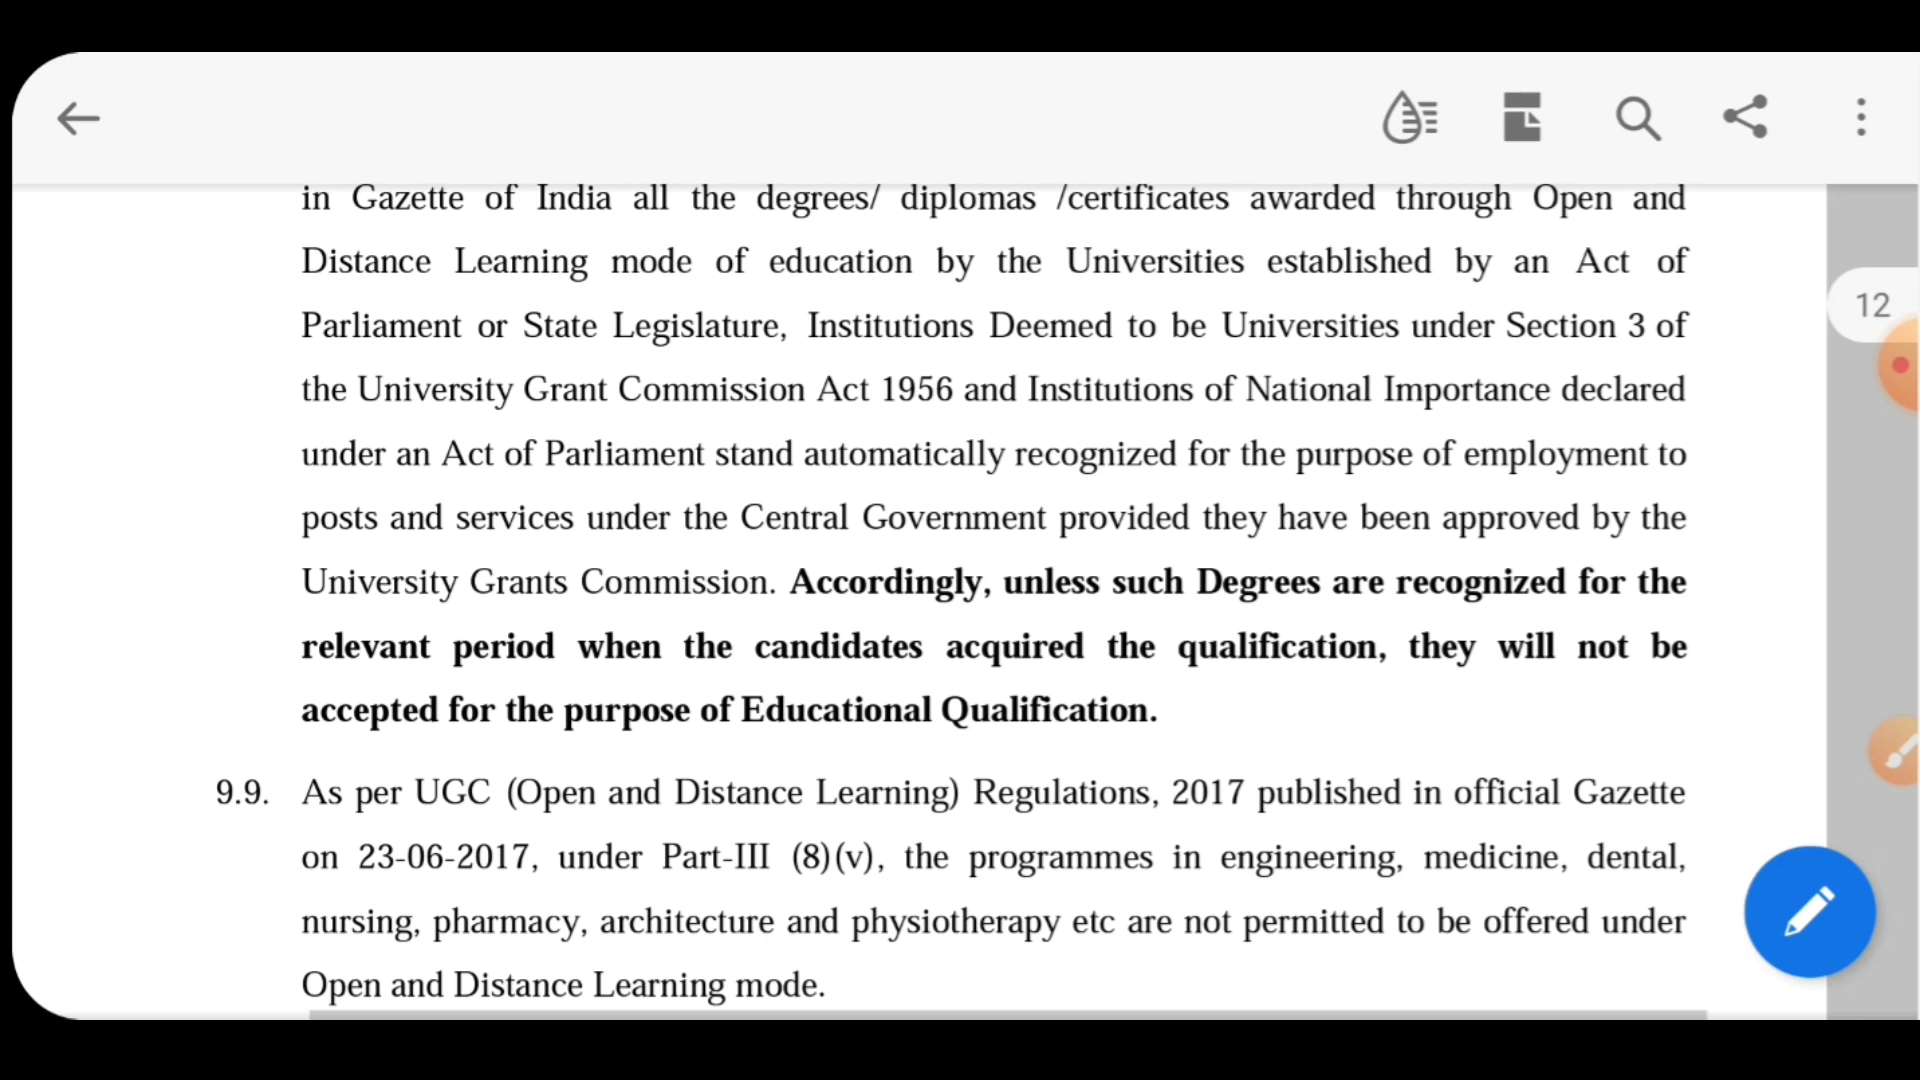 in Gazette of India all the degrees/ diplomas /certificates awarded through Open and
Distance Learning mode of education by the Universities established by an Act of
12
Parliament or State Legislature, Institutions Deemed to be Universities under Section 3 of
the University Grant Commission Act 1956 and Institutions of National Importance declared
under an Act of Parliament stand automatically recognized for the purpose of employment to
posts and services under the Central Government provided they have been approved by the
University Grants Commission. Accordingly, unless such Degrees are recognized for the
relevant period when the candidates acquired the qualification, they will not be
accepted for the purpose of Educational Qualification.
9.9. As per UGC (Open and Distance Learning) Regulations, 2017 published in official Gazette
on 23-06-2017, under Part-III (8)(v), the programmes in engineering, medicine, dental,
nursing, pharmacy, architecture and physiotherapy etc are not permitted to be offered under
Open and Distance Learning mode.